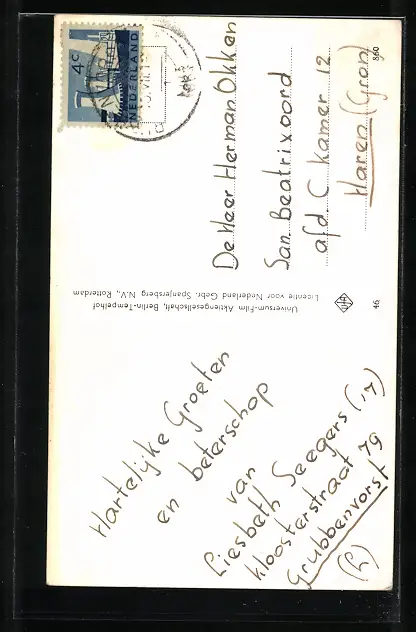 Hartelijke Groeten
en beterschap
van
Liesbeth Seegers (17)
kloosterstraat 79
Grubbenvorst
(L)
Universum-Film Aktiengesellschaft, Berlin-Tempelhof
Licentie voor Nederland Gebr. Spanjersberg N.V., Rotterdam
UFA
46
4c
NEDERLAND
De Heer Herman Okken
San. Beatrixoord
afd. C kamer 12
Haren (Gron)
860